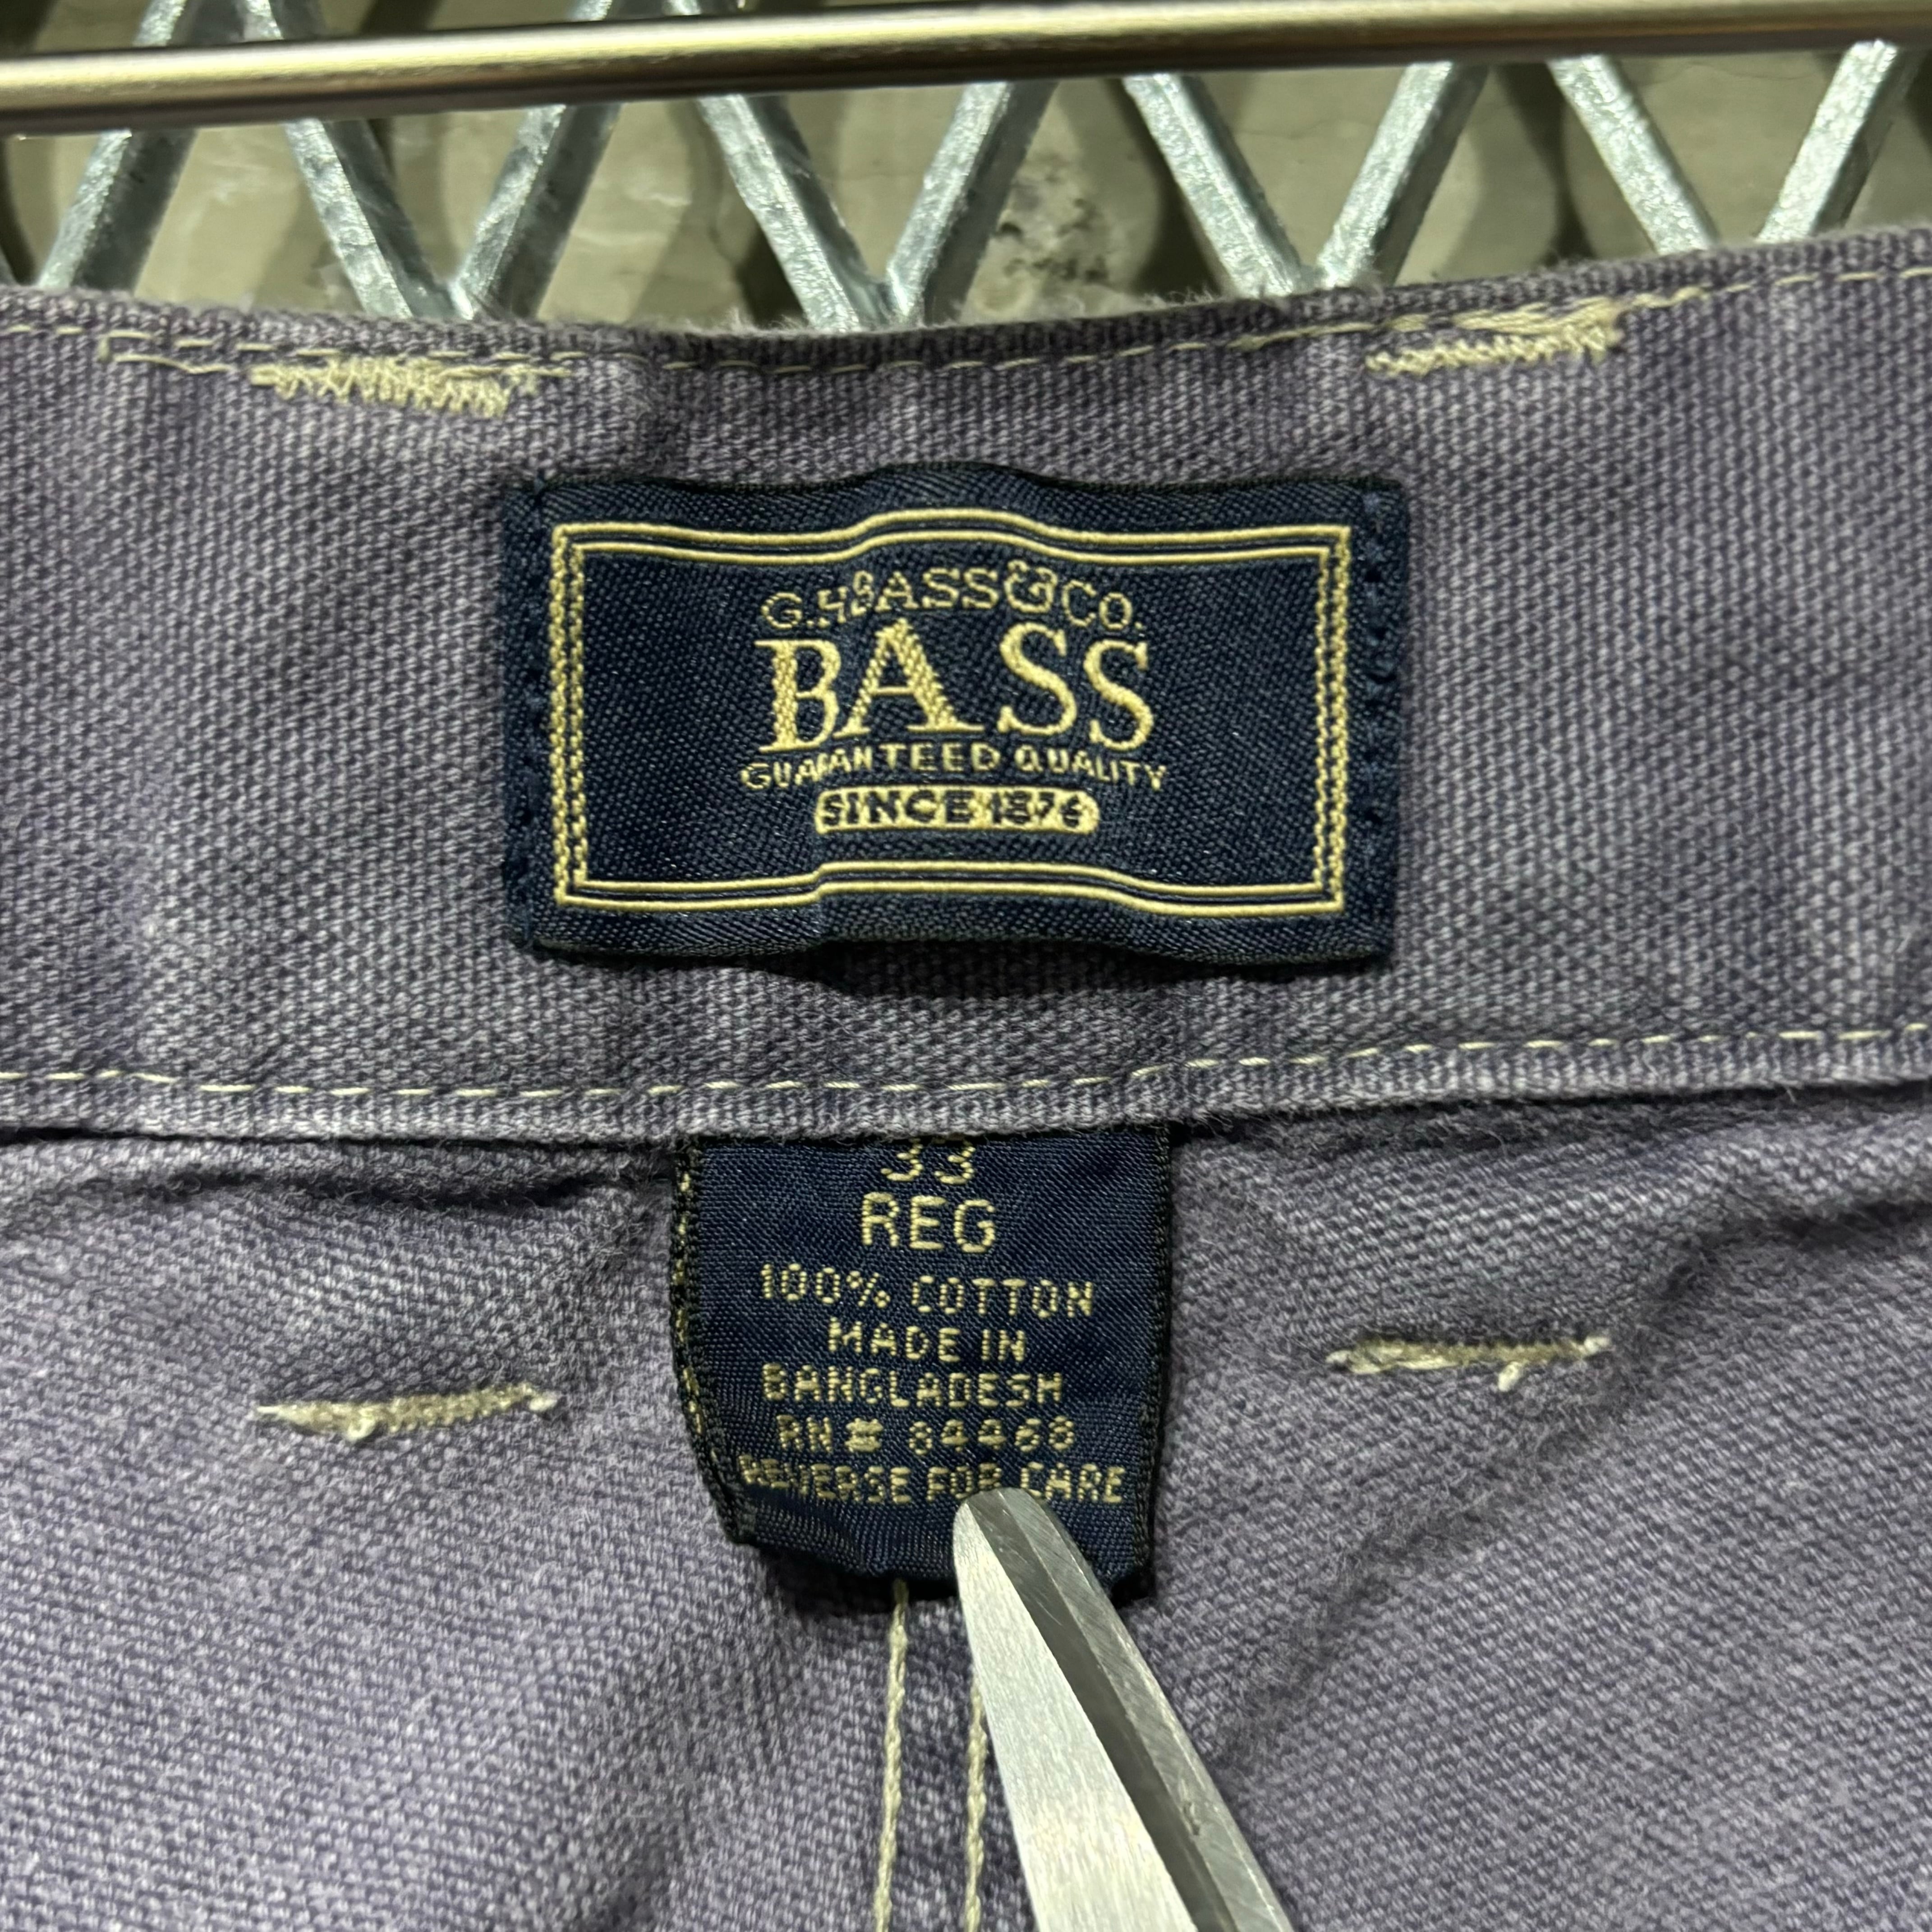 G.H.BASS&CO.
BASS
GUARANTEED QUALITY
SINCE 1876
33
REG
100% COTTON
MADE IN
BANGLADESH
RN# 84468
REVERSE FOR CARE